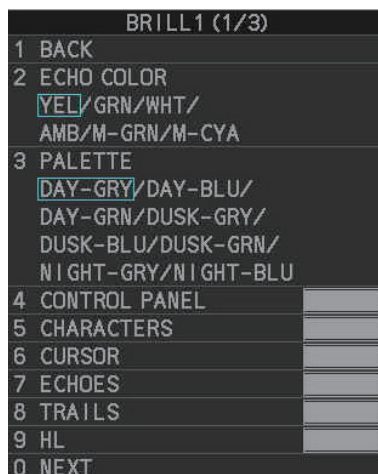 BRILL1 (1/3)
1 BACK
2 ECHO COLOR
YEL/GRN/WHT/
AMB/M-GRN/M-CYA
3 PALETTE
DAY-GRY/DAY-BLU/
DAY-GRN/DUSK-GRY/
DUSK-BLU/DUSK-GRN/
NIGHT-GRY/NIGHT-BLU
4 CONTROL PANEL
5 CHARACTERS
6 CURSOR
7 ECHOES
8 TRAILS
9 HL
0 NEXT